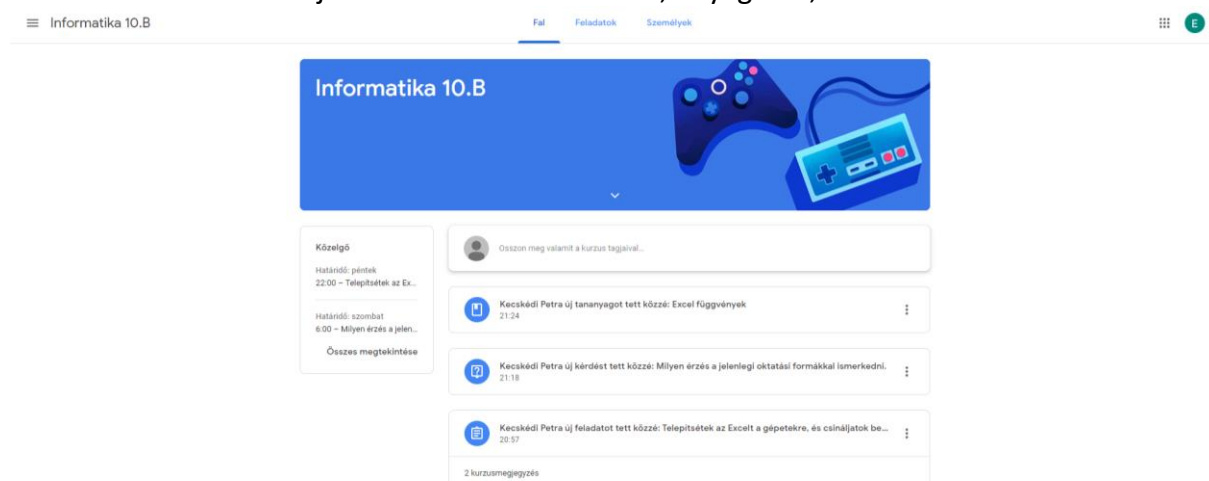 Informatika 10.B
Fal Feladatok Személyek
E
Informatika 10.B
Közelgő
Határidő: péntek
22:00 – Telepítsétek az Ex...
Határidő: szombat
6:00 – Milyen érzés a jelen...
Összes megtekintése
Osszon meg valamit a kurzus tagjaival...
Kecskédi Petra új tananyagot tett közzé: Excel függvények
21:24
Kecskédi Petra új kérdést tett közzé: Milyen érzés a jelenlegi oktatási formákkal ismerkedni.
21:18
Kecskédi Petra új feladatot tett közzé: Telepítsétek az Excelt a gépetekre, és csináljatok be...
20:57
2 kurzusmegjegyzés